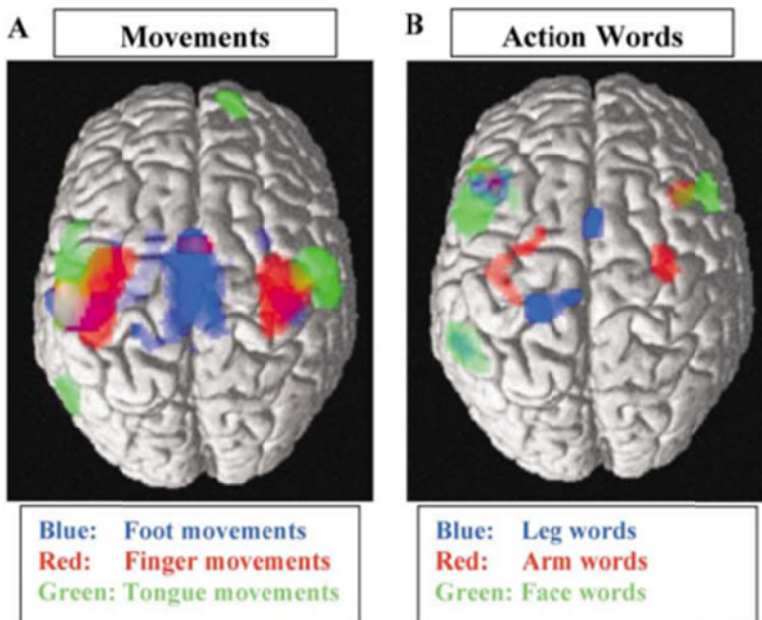 A
Movements
Blue: Foot movements
Red: Finger movements
Green: Tongue movements
B
Action Words
Blue: Leg words
Red: Arm words
Green: Face words